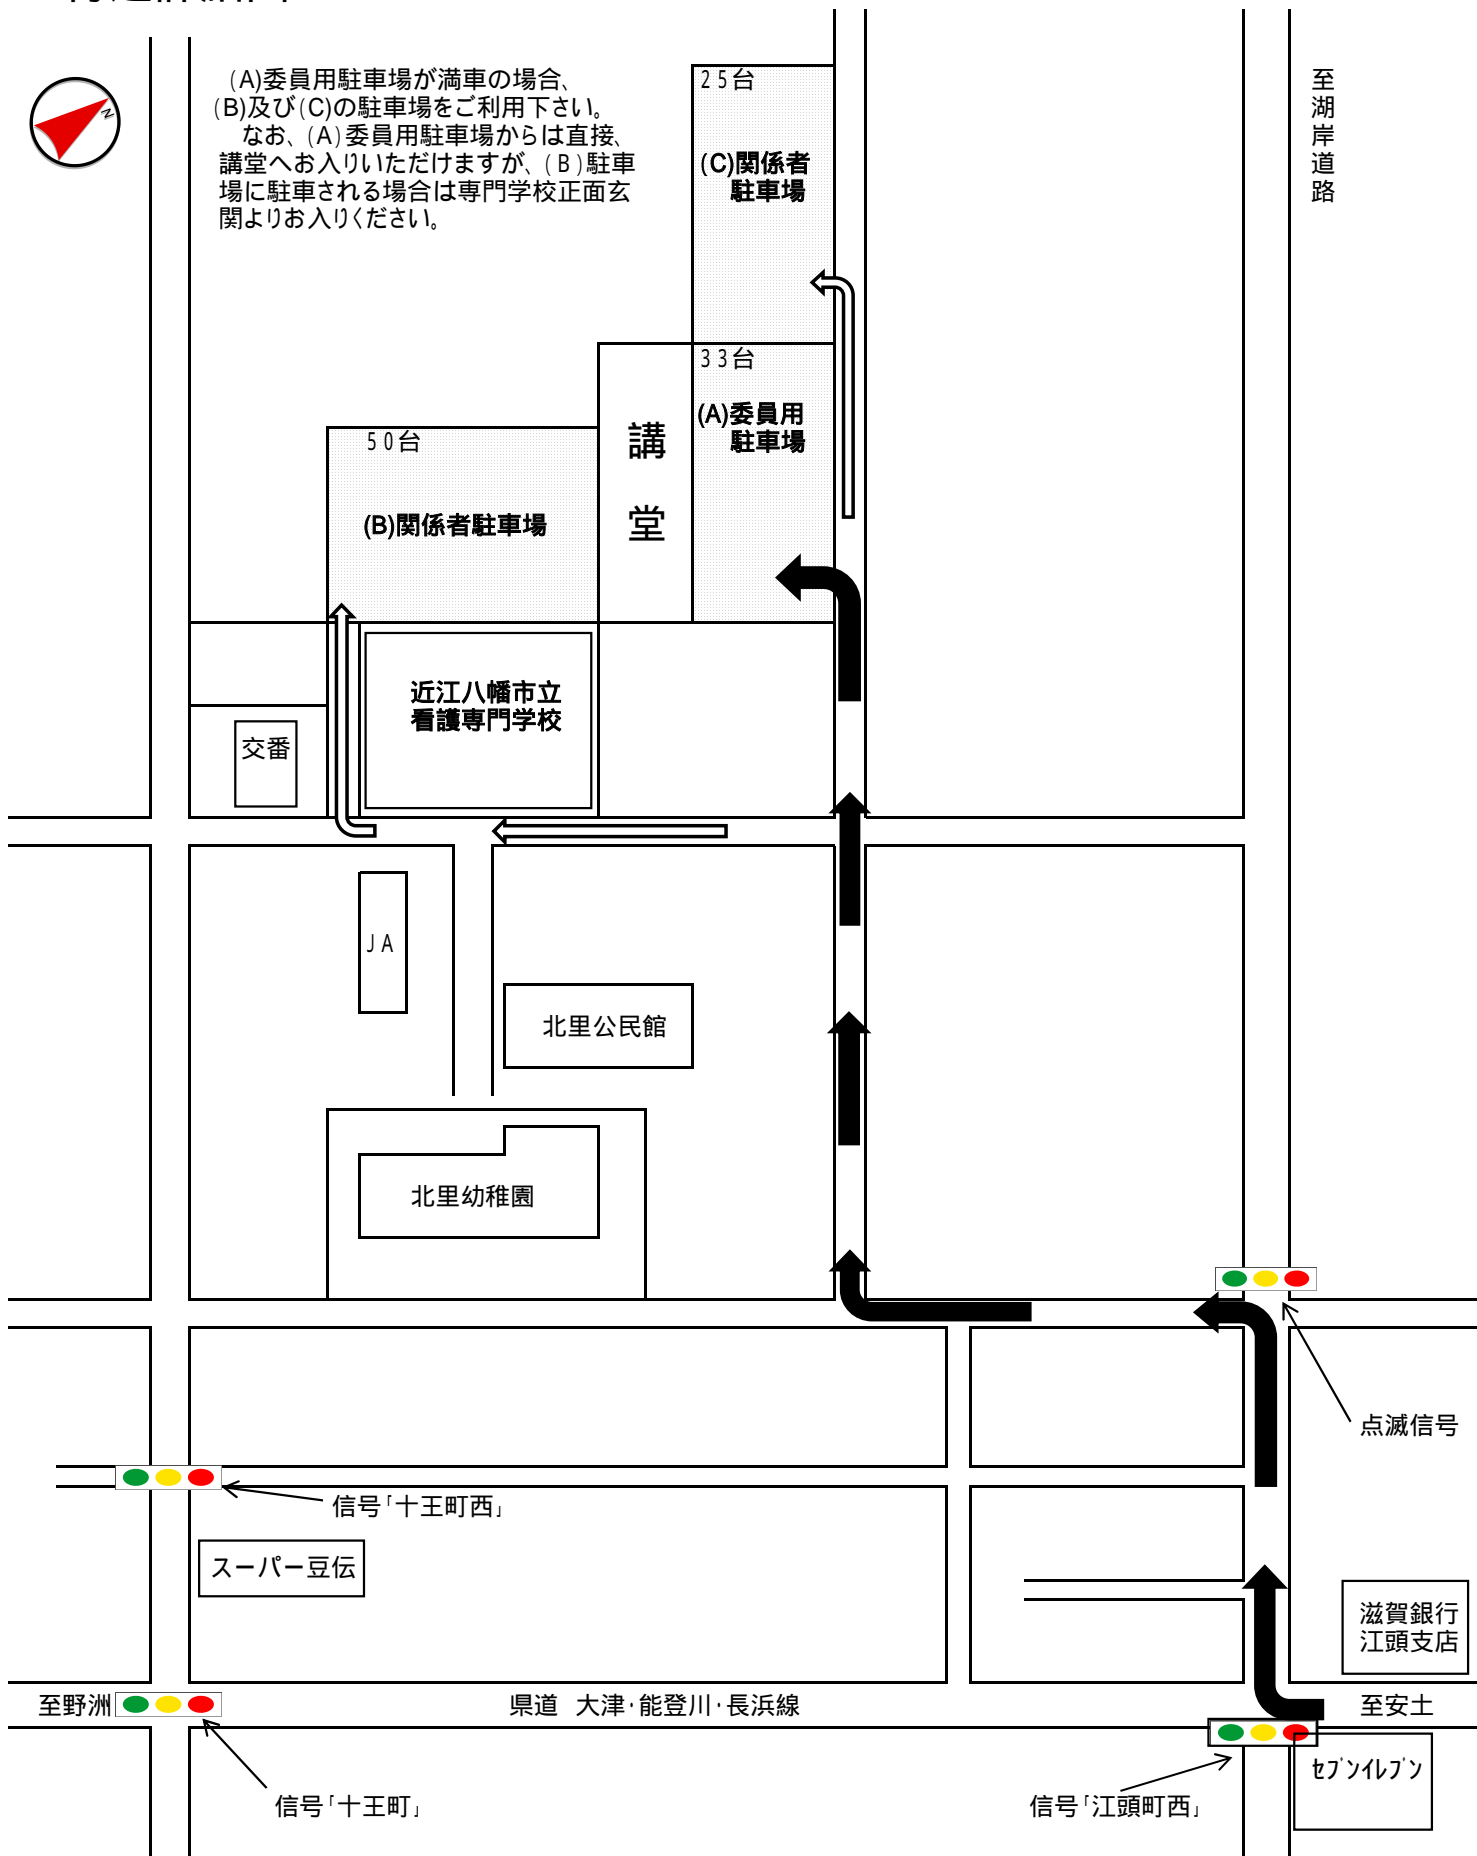 (A)委員用駐車場が満車の場合、
(B)及び(C)の駐車場をご利用下さい。
なお、(A)委員用駐車場からは直接、
講堂へお入りいただけますが、(B)駐車
場に駐車される場合は専門学校正面玄
関よりお入りください。
N
25台
(C)関係者
駐車場
至湖岸道路
33台
(A)委員用
駐車場
講堂
50台
(B)関係者駐車場
近江八幡市立
看護専門学校
交番
JA
北里公民館
北里幼稚園
点滅信号
信号「十王町西」
スーパー豆伝
滋賀銀行
江頭支店
至野洲
県道 大津・能登川・長浜線
至安土
セブンイレブン
信号「十王町」
信号「江頭町西」